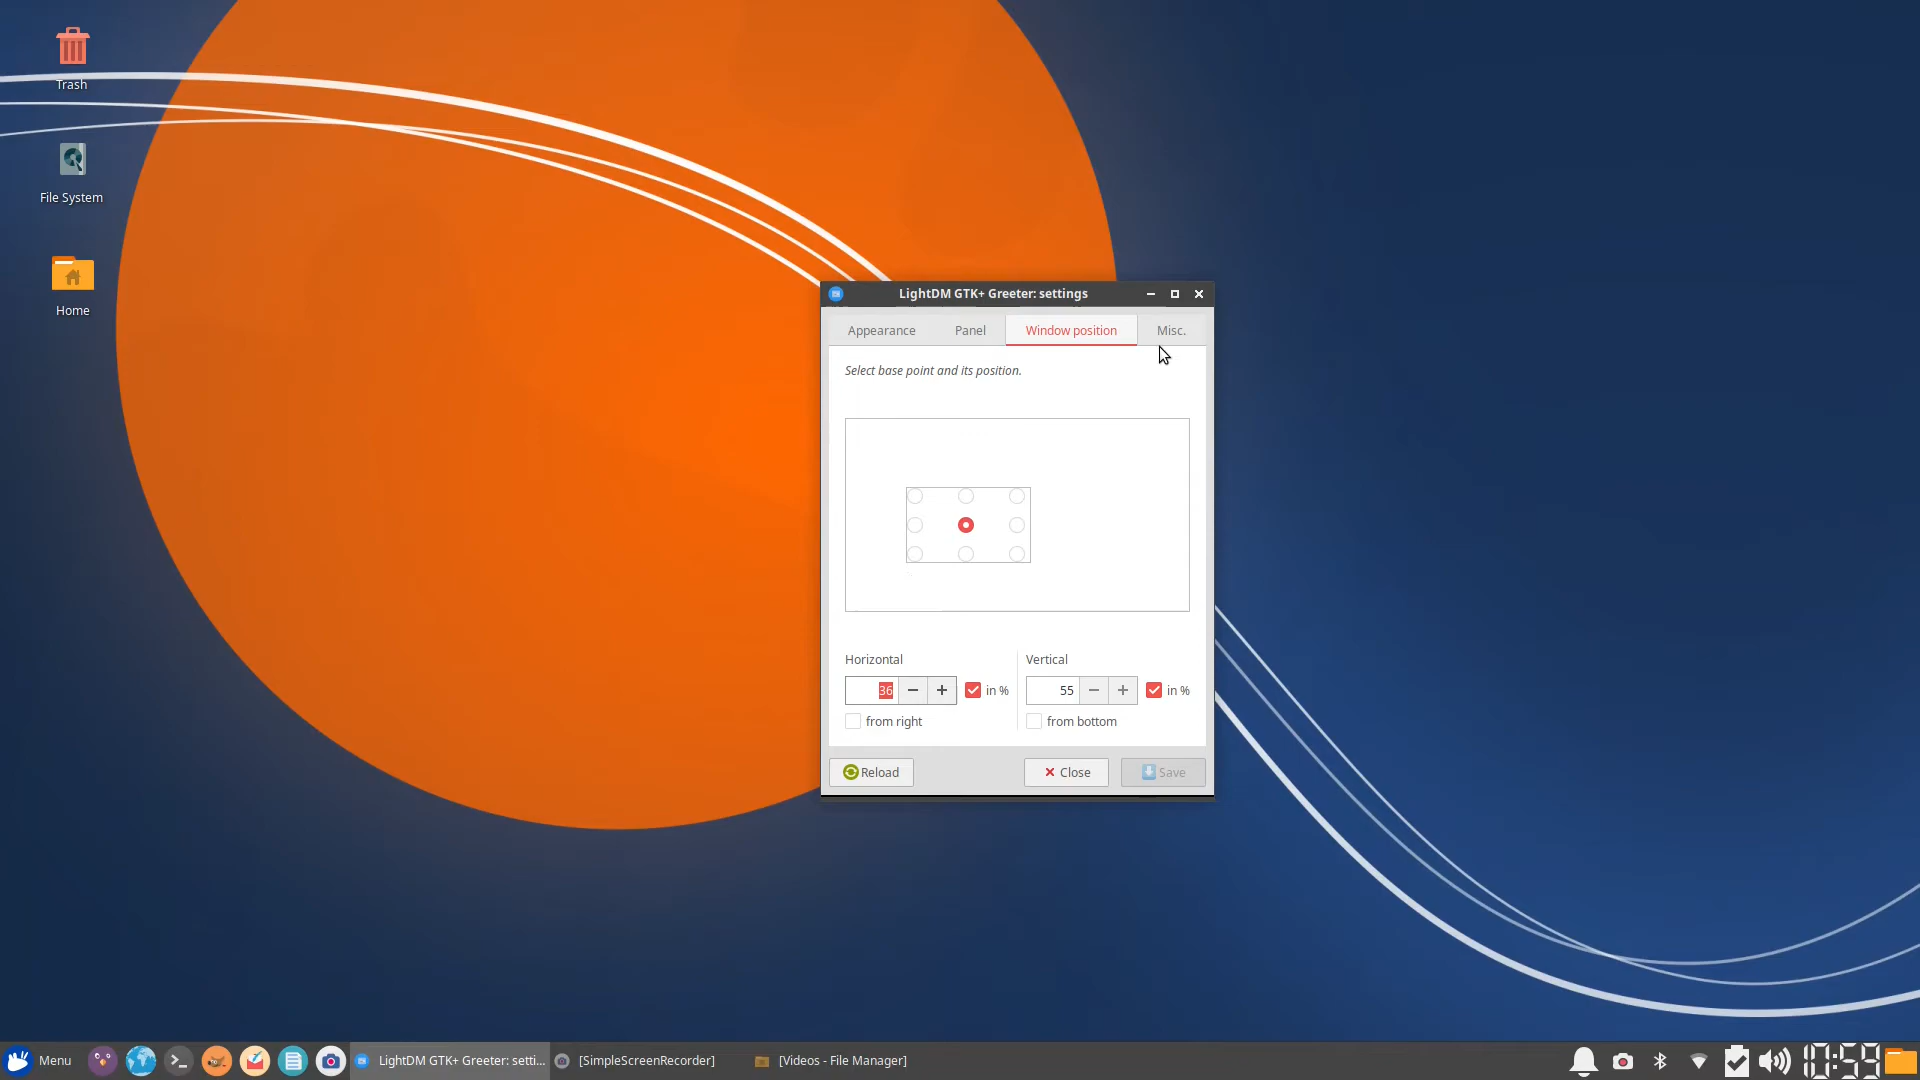 Trash
File System
Home
LightDM GTK+ Greeter: settings
Appearance Panel Window position Misc.
Select base point and its position.
Horizontal Vertical
36 in % 55 in %
from right from bottom
Reload Close Save
Menu LightDM GTK+ Greeter: setti... [SimpleScreenRecorder] [Videos - File Manager] 10:59